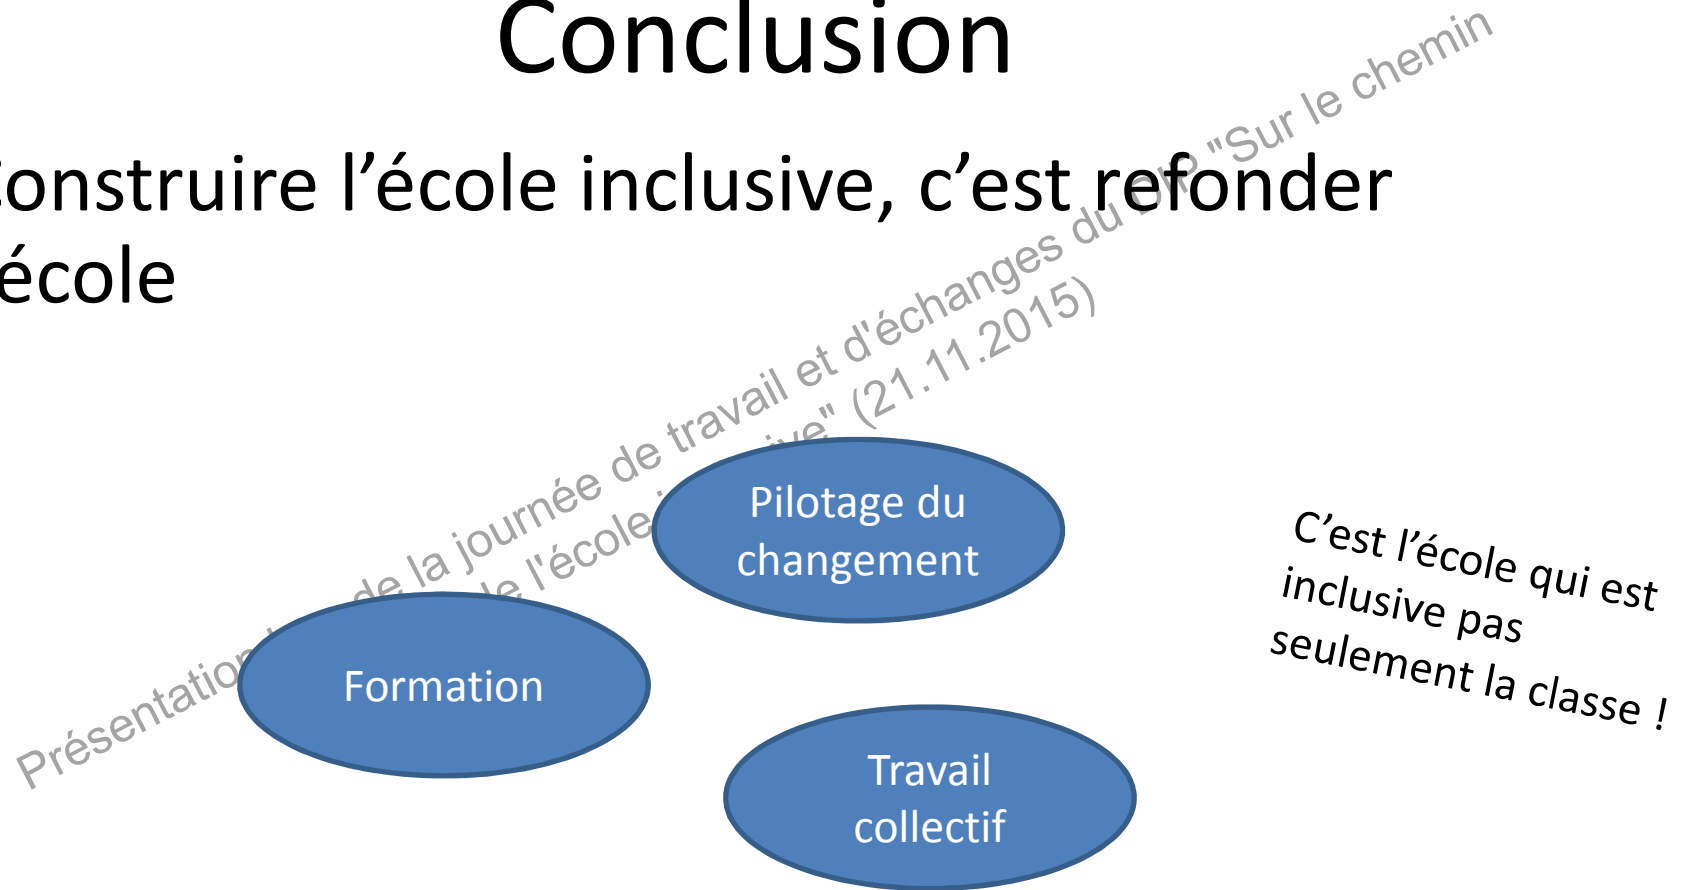 Conclusion
onstruire l’école inclusive, c’est refonder
école
Pilotage du
changement
Formation
Travail
collectif
C’est l’école qui est
inclusive pas
seulement la classe !
Présentation de la journée de travail et d'échanges du DIP "Sur le chemin
l'école ive" (21.11.2015)